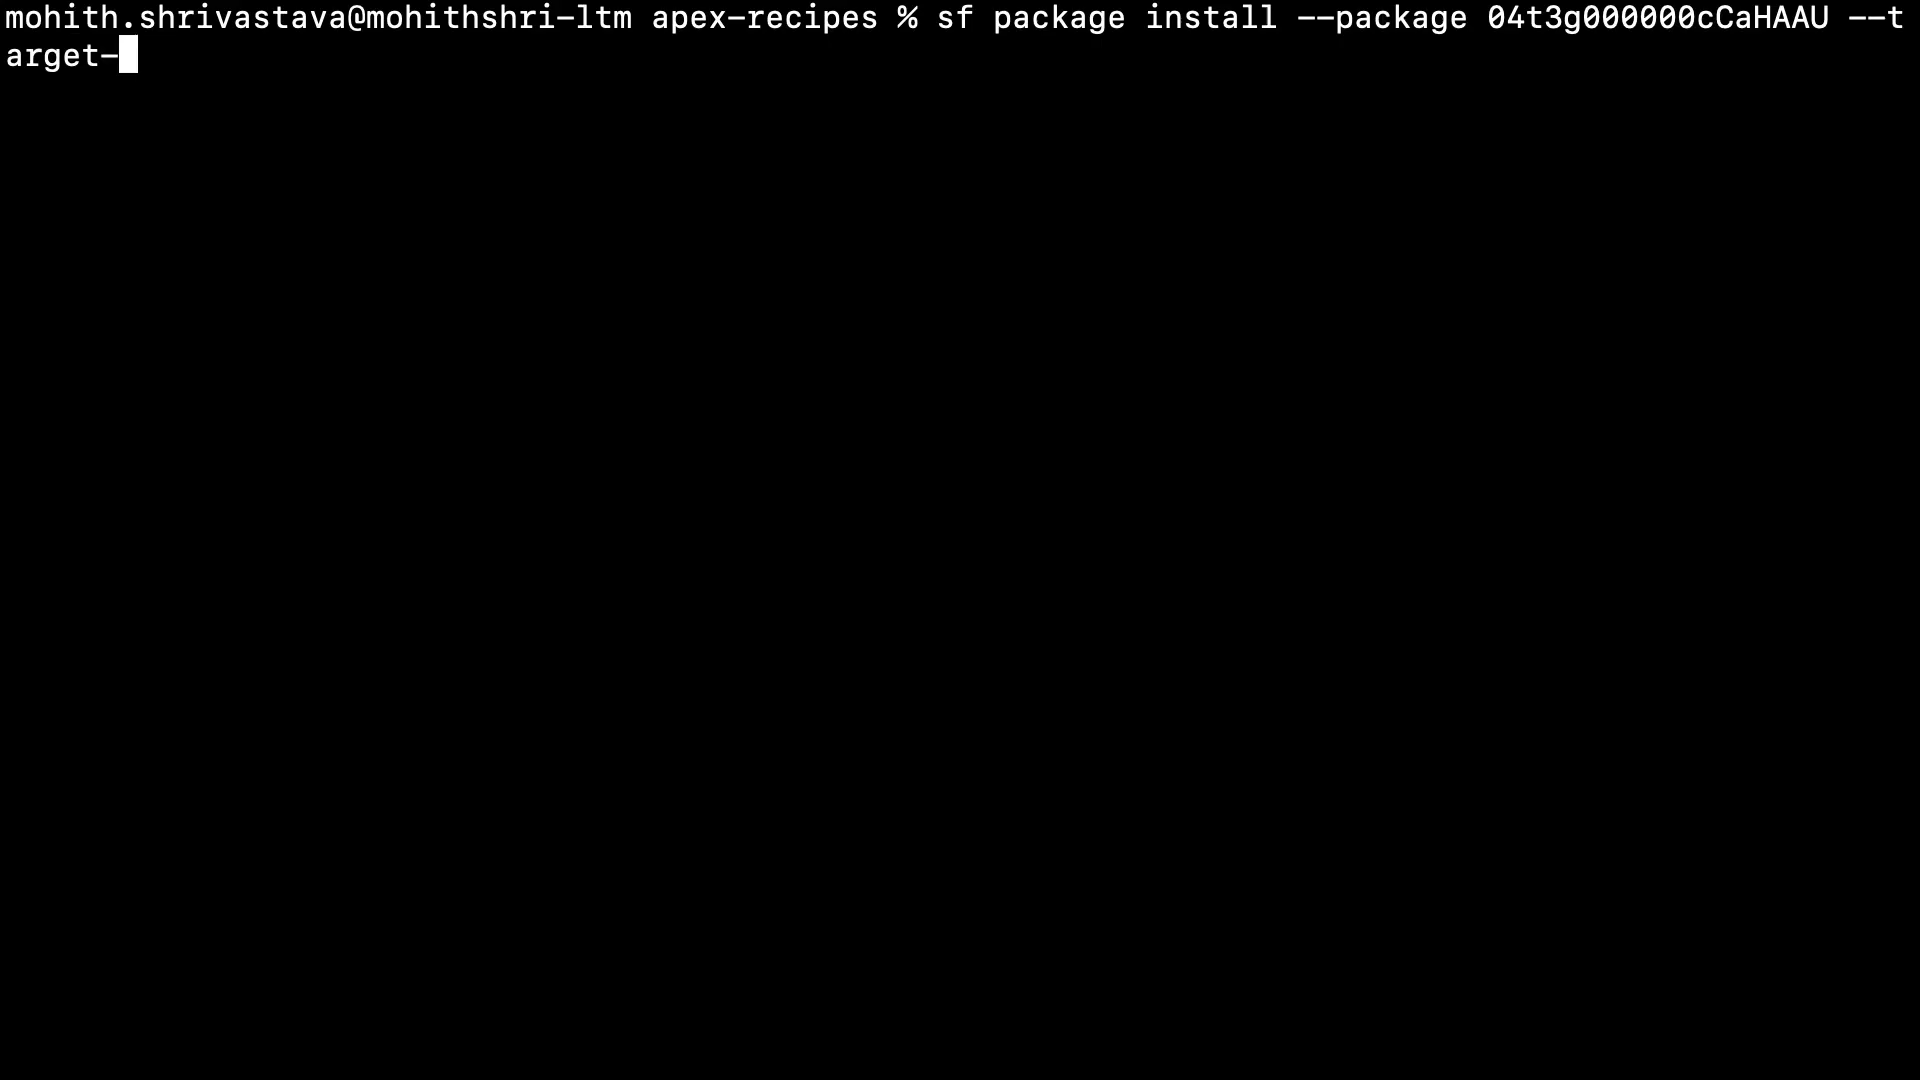 mohith.shrivastava@mohithshri-ltm apex-recipes % sf package install --package 04t3g000000cCaHAAU --t
arget-